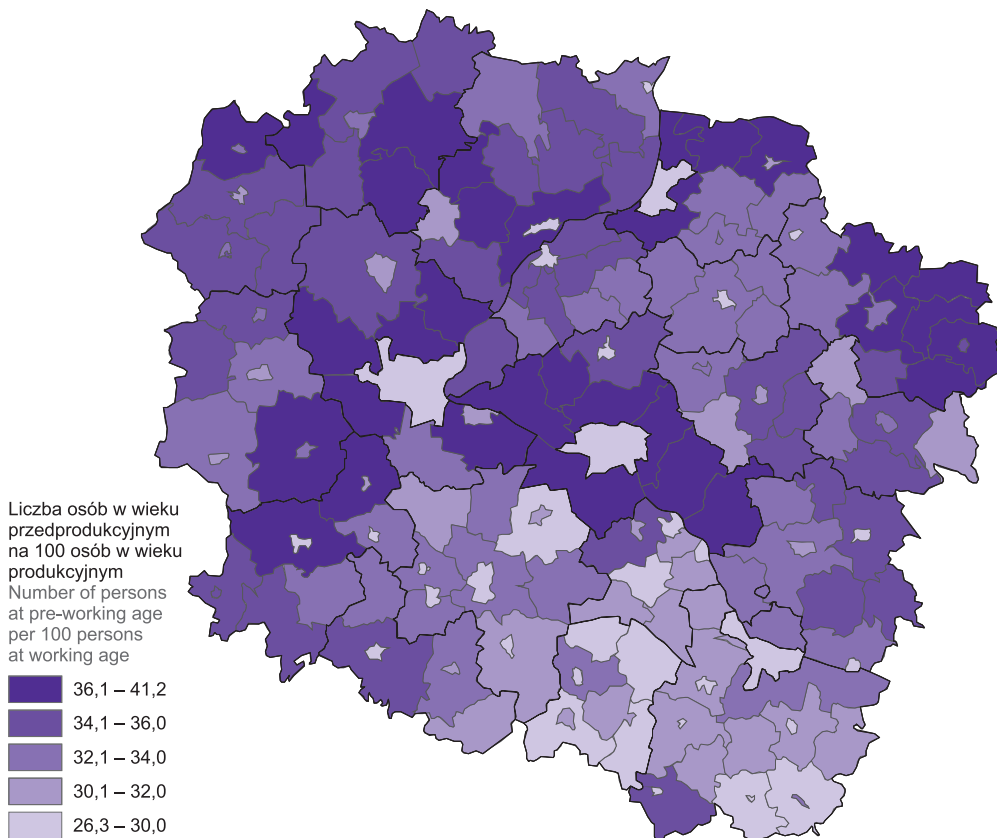 Liczba osób w wieku
przedprodukcyjnym
na 100 osób w wieku
produkcyjnym
Number of persons
at pre-working age
per 100 persons
at working age
36,1 – 41,2
34,1 – 36,0
32,1 – 34,0
30,1 – 32,0
26,3 – 30,0